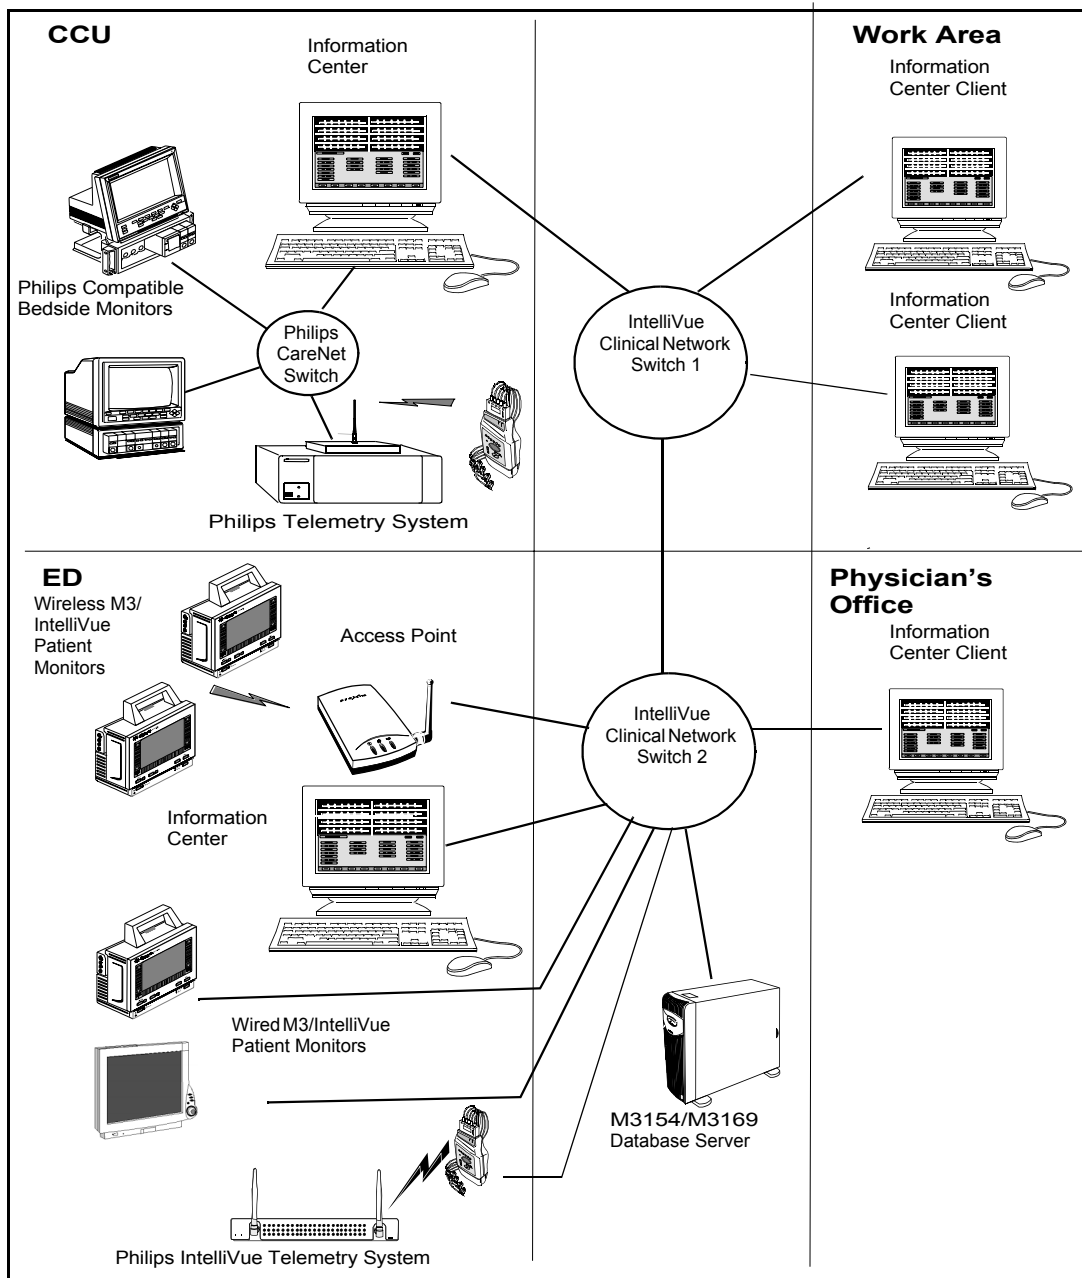 CCU
Information
Center
Work Area
Information
Center Client
Philips Compatible
Bedside Monitors
Philips
CareNet
Switch
IntelliVue
Clinical Network
Switch 1
Information
Center Client
Philips Telemetry System
ED
Wireless M3/
IntelliVue
Patient
Monitors
Access Point
Physician's
Office
Information
Center Client
IntelliVue
Clinical Network
Switch 2
Information
Center
Wired M3/IntelliVue
Patient Monitors
M3154/M3169
Database Server
Philips IntelliVue Telemetry System